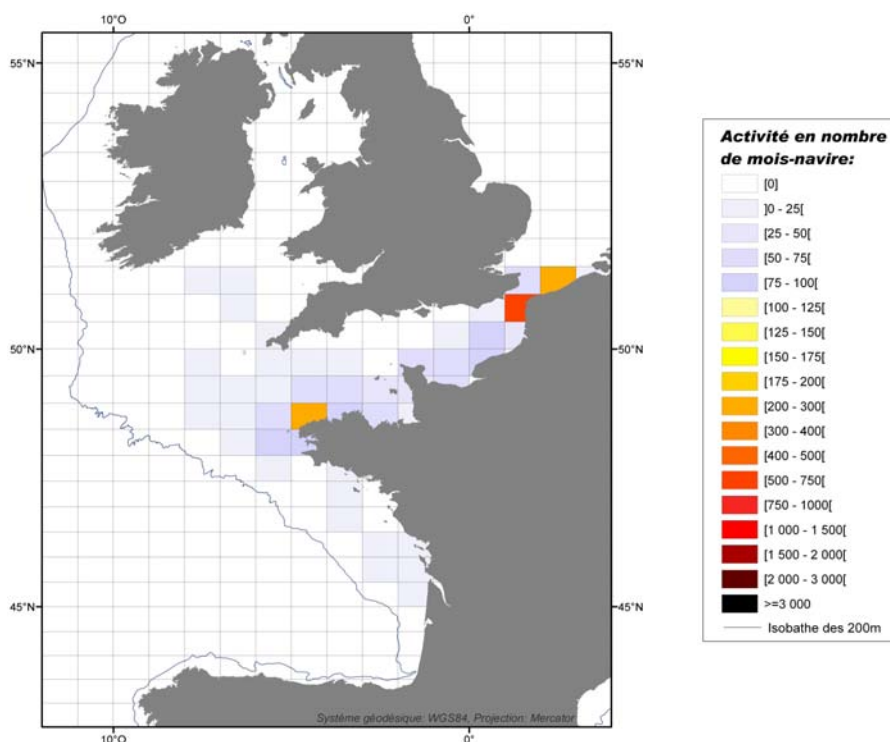 10°O
0°
55°N
55°N
50°N
50°N
45°N
45°N
Système géodésique: WGS84, Projection: Mercator
10°O
0°
Activité en nombre
de mois-navire:
[0]
]0 - 25[
[25 - 50[
[50 - 75[
[75 - 100[
[100 - 125[
[125 - 150[
[150 - 175[
[175 - 200[
[200 - 300[
[300 - 400[
[400 - 500[
[500 - 750[
[750 - 1000[
[1 000 - 1 500[
[1 500 - 2 000[
[2 000 - 3 000[
>=3 000
Isobathe des 200m